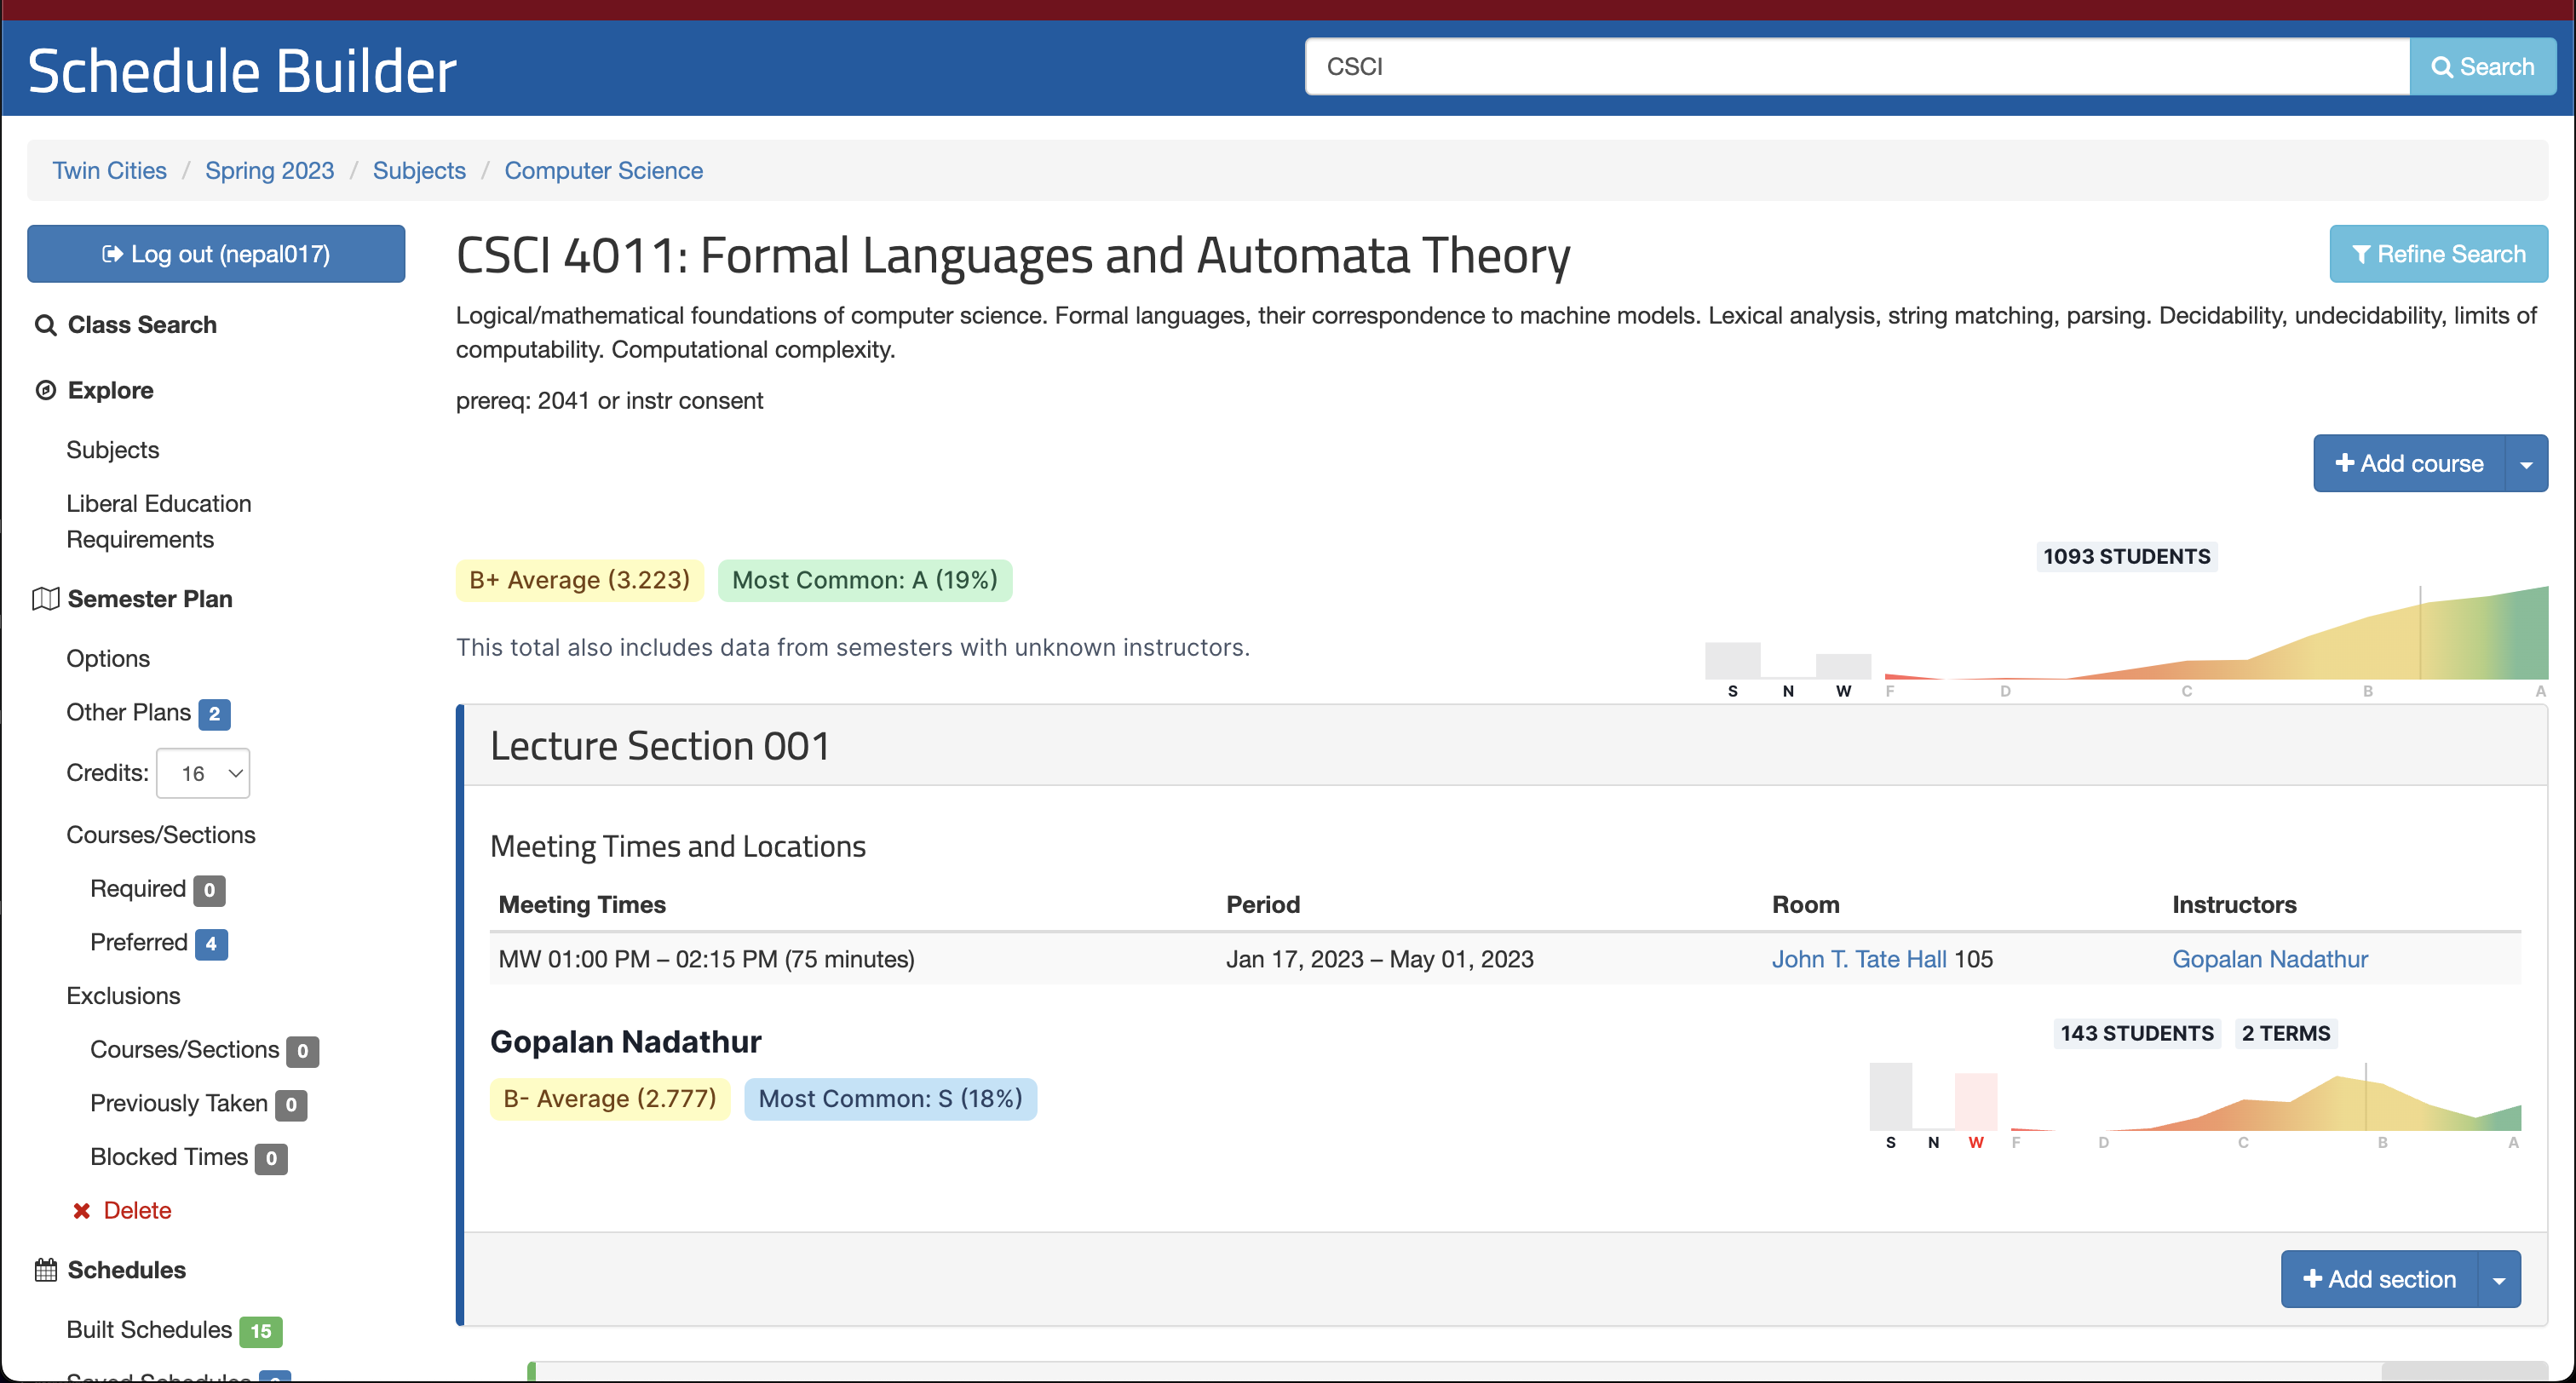 Schedule Builder
CSCI
Search
Twin Cities / Spring 2023 / Subjects / Computer Science
Log out (nepal017)
Class Search
Explore
Subjects
Liberal Education
Requirements
Semester Plan
Options
Other Plans 2
Credits: 16
Courses/Sections
Required 0
Preferred 4
Exclusions
Courses/Sections 0
Previously Taken 0
Blocked Times 0
Delete
Schedules
Built Schedules 15
Saved Schedules
CSCI 4011: Formal Languages and Automata Theory
Refine Search
Logical/mathematical foundations of computer science. Formal languages, their correspondence to machine models. Lexical analysis, string matching, parsing. Decidability, undecidability, limits of
computability. Computational complexity.
prereq: 2041 or instr consent
Add course
B+ Average (3.223) Most Common: A (19%)
This total also includes data from semesters with unknown instructors.
1093 STUDENTS
S N W F D C B A
Lecture Section 001
Meeting Times and Locations
Meeting Times Period Room Instructors
MW 01:00 PM – 02:15 PM (75 minutes) Jan 17, 2023 – May 01, 2023 John T. Tate Hall 105 Gopalan Nadathur
Gopalan Nadathur
B- Average (2.777) Most Common: S (18%)
143 STUDENTS 2 TERMS
S N W F D C B A
Add section